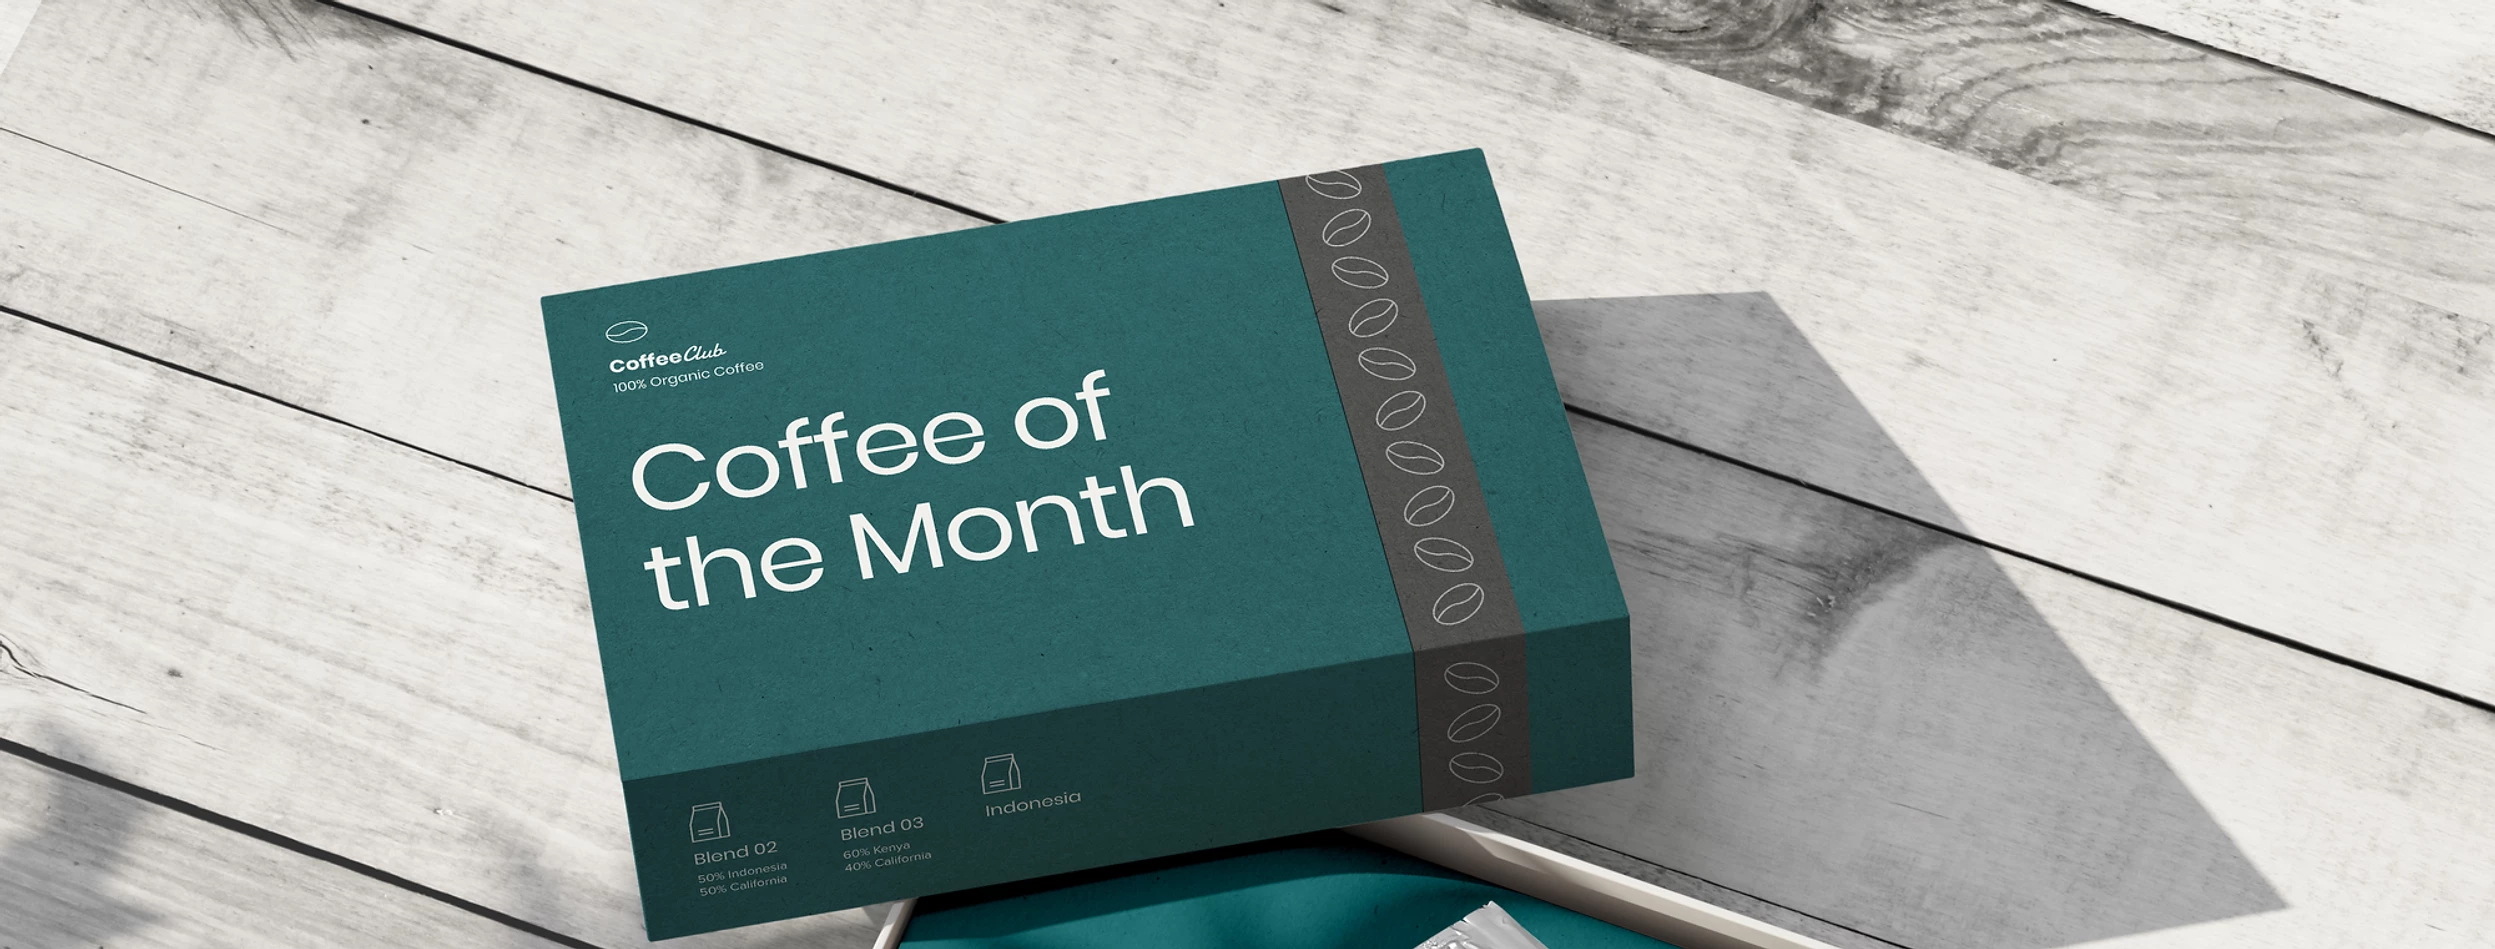 CoffeeClub
100% Organic Coffee
Coffee of
the Month
Blend 02
50% Indonesia
50% California
Blend 03
60% Kenya
40% California
Indonesia